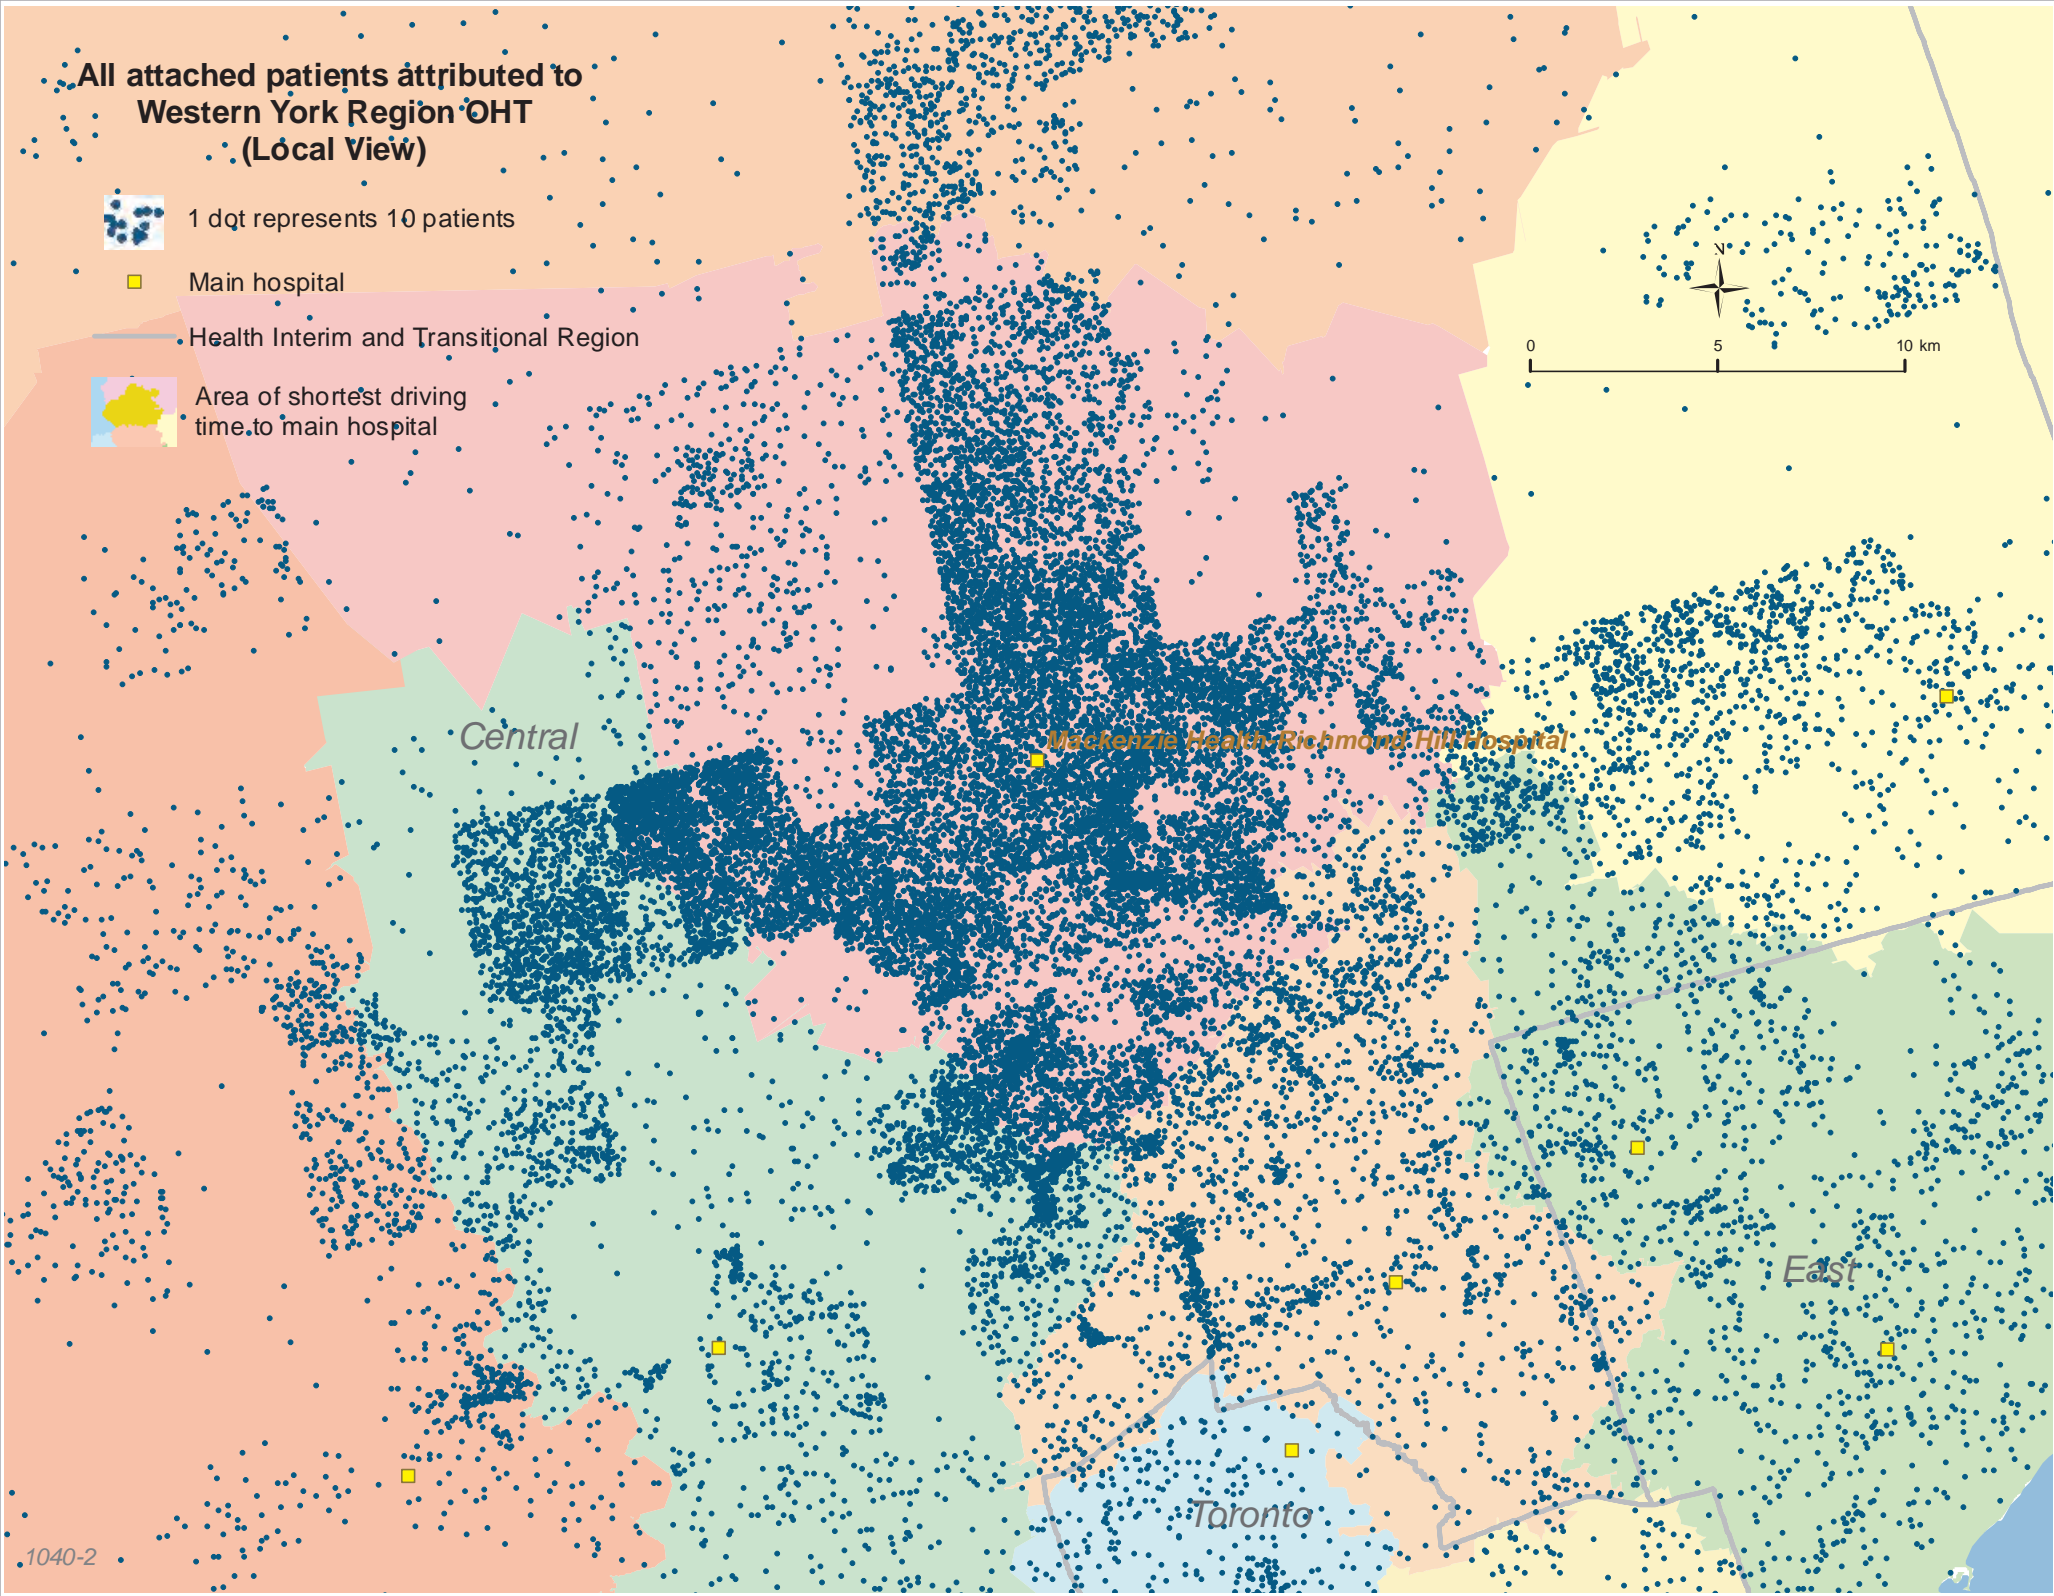 All attached patients attributed to
Western York Region OHT
(Local View)
1 dot represents 10 patients
Main hospital
Health Interim and Transitional Region
Area of shortest driving
time to main hospital
N
0 5 10 km
Central
Mackenzie Health-Richmond Hill Hospital
East
Toronto
1040-2